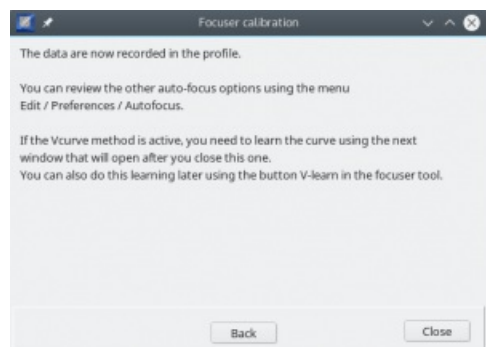 Focuser calibration
The data are now recorded in the profile.
You can review the other auto-focus options using the menu
Edit / Preferences / Autofocus.
If the Vcurve method is active, you need to learn the curve using the next
window that will open after you close this one.
You can also do this learning later using the button V-learn in the focuser tool.
Back
Close